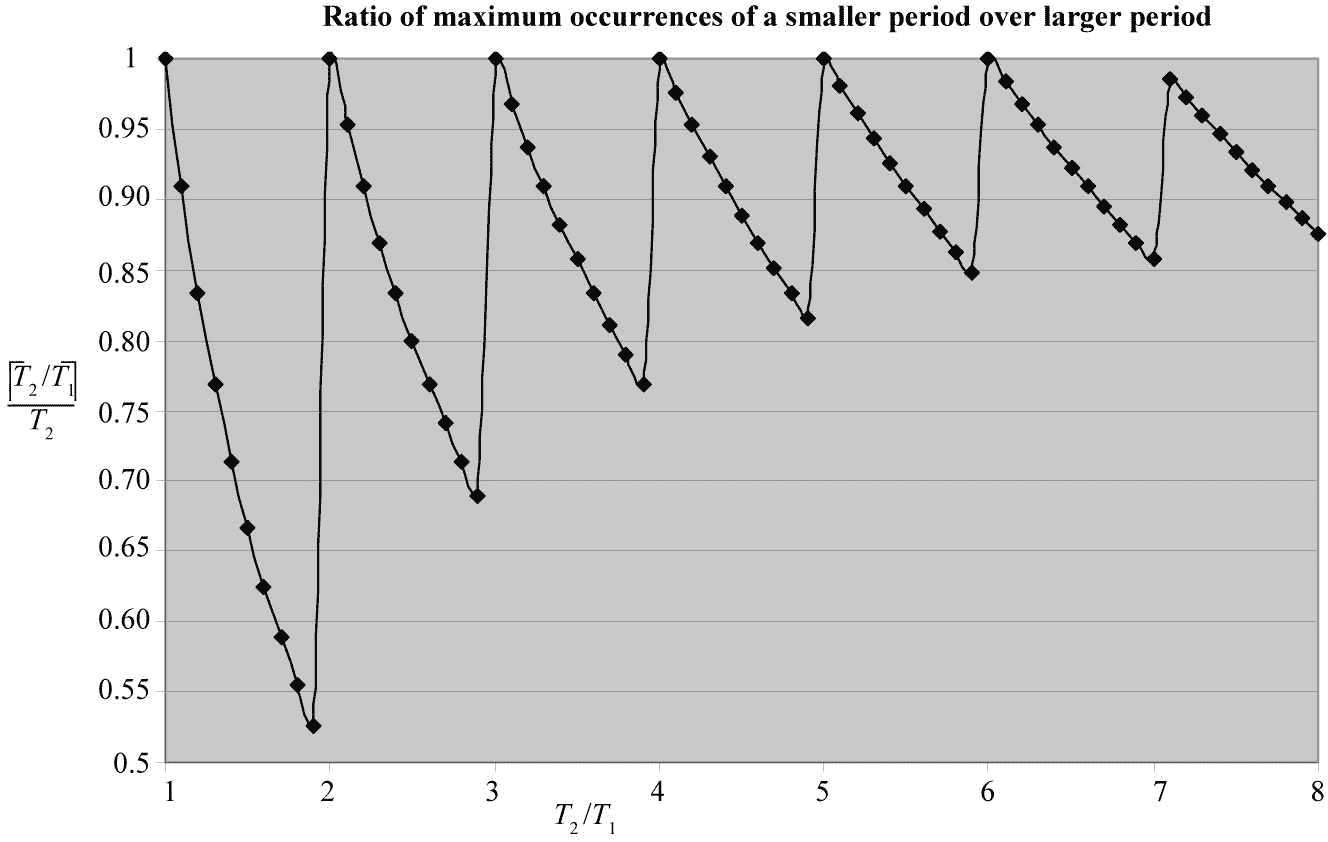 Ratio of maximum occurrences of a smaller period over larger period
1
0.95
0.90
0.85
0.80
0.75
0.70
0.65
0.60
0.55
0.5
⌈T₂/T₁⌉
T₂
1 2 3 4 5 6 7 8
T₂/T₁